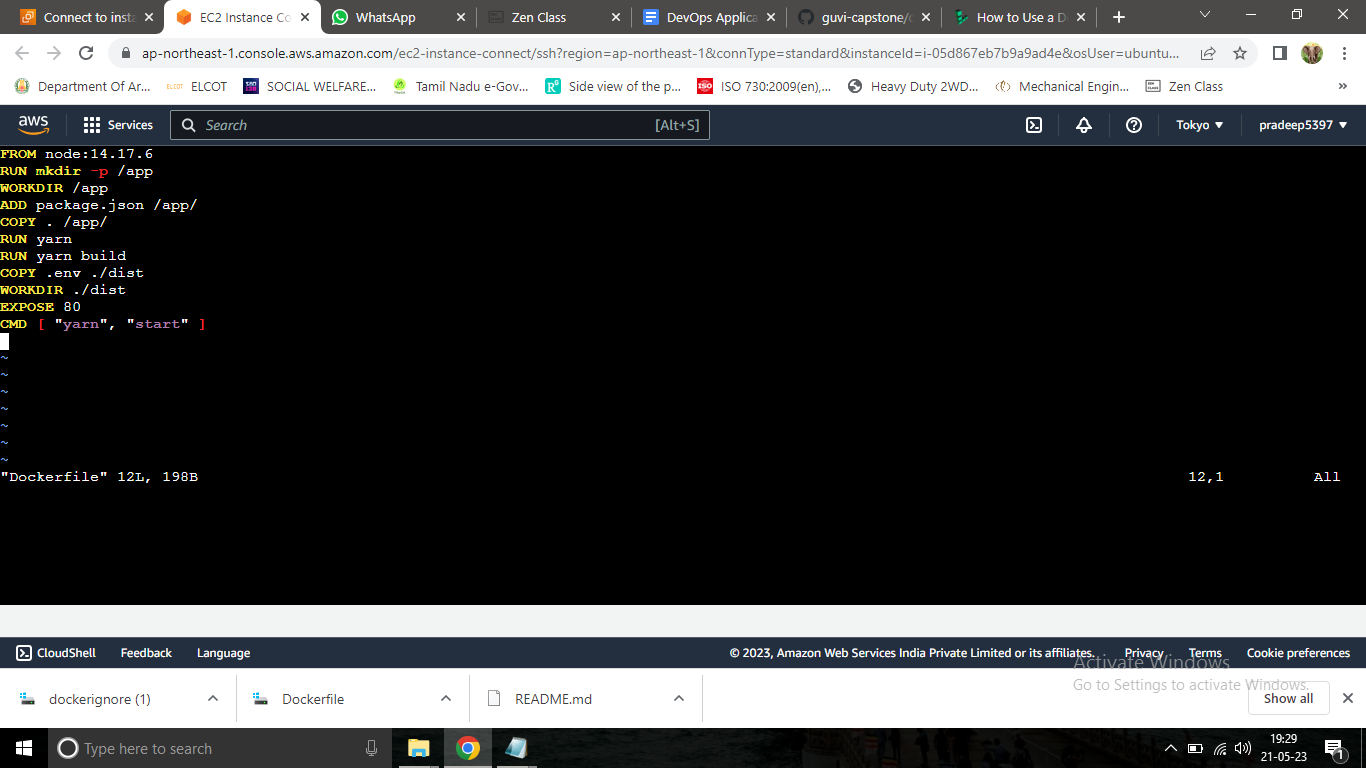 Connect to insta
EC2 Instance Co
WhatsApp
Zen Class
DevOps Applica
guvi-capstone/
How to Use a D
ap-northeast-1.console.aws.amazon.com/ec2-instance-connect/ssh?region=ap-northeast-1&connType=standard&instanceId=i-05d867eb7b9a9ad4e&osUser=ubuntu...
Department Of Ar...
ELCOT
ELCOT
SOCIAL WELFARE...
Tamil Nadu e-Gov...
Side view of the p...
ISO
ISO 730:2009(en),...
Heavy Duty 2WD...
Mechanical Engin...
Zen Class
»
aws
Services
Search
[Alt+S]
Tokyo
pradeep5397
FROM node:14.17.6
RUN mkdir -p /app
WORKDIR /app
ADD package.json /app/
COPY . /app/
RUN yarn
RUN yarn build
COPY .env ./dist
WORKDIR ./dist
EXPOSE 80
CMD [ "yarn", "start" ]
~
~
~
~
~
~
~
"Dockerfile" 12L, 198B 12,1 All
CloudShell
Feedback
Language
© 2023, Amazon Web Services India Private Limited or its affiliates.
Privacy
Terms
Cookie preferences
Activate Windows
Go to Settings to activate Windows.
dockerignore (1)
Dockerfile
README.md
Show all
Type here to search
19:29
21-05-23
1